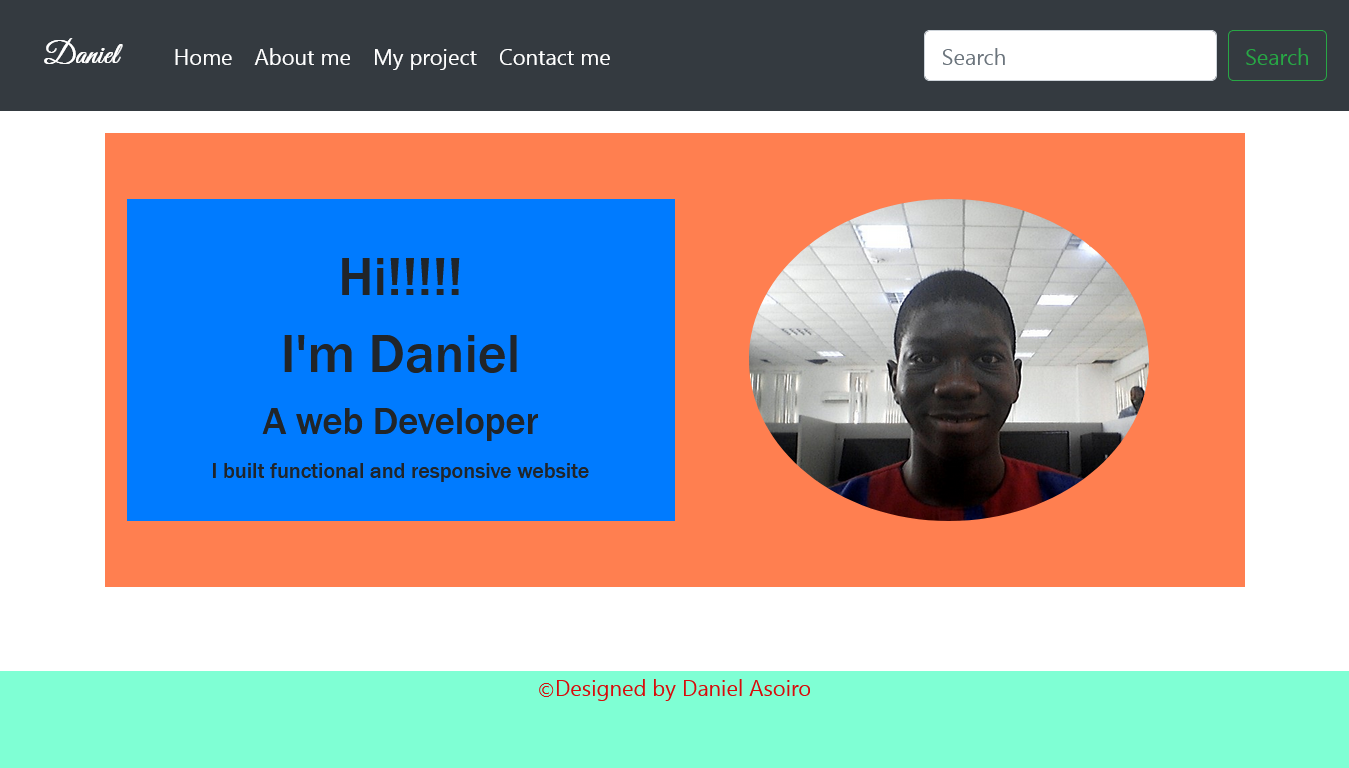 Daniel
Home About me My project Contact me
Search
Search
Hi!!!!!
I'm Daniel
A web Developer
I built functional and responsive website
©Designed by Daniel Asoiro